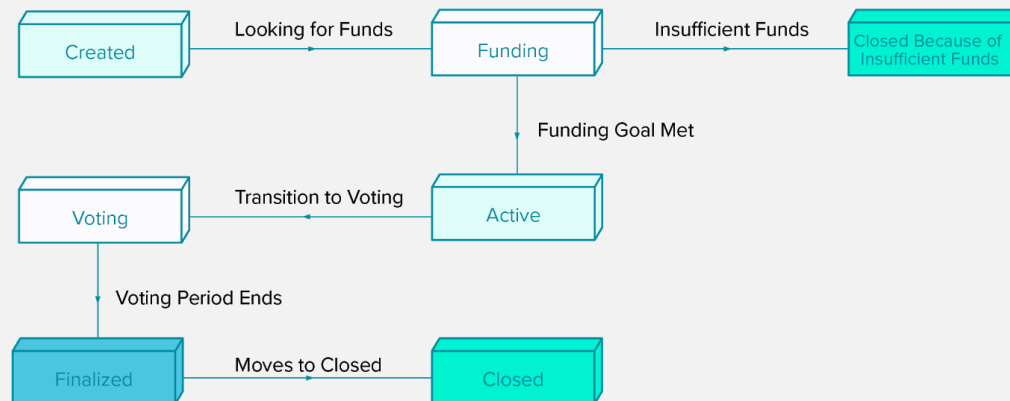 Looking for Funds
Insufficient Funds
Created
Funding
Closed Because of
Insufficient Funds
Funding Goal Met
Transition to Voting
Voting
Active
Voting Period Ends
Moves to Closed
Finalized
Closed